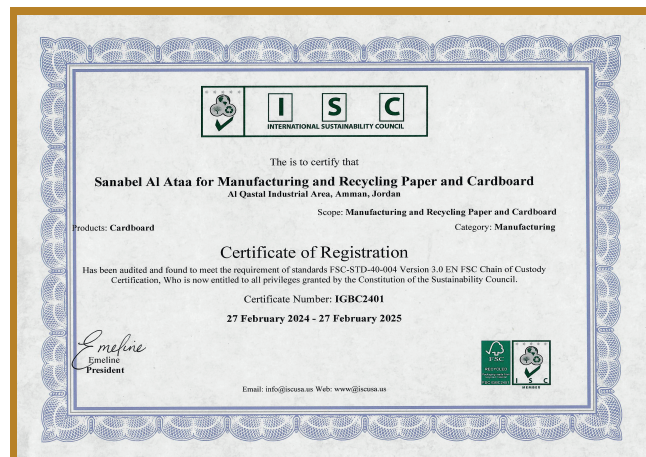 I S C
INTERNATIONAL SUSTAINABILITY COUNCIL
The is to certify that
Sanabel Al Ataa for Manufacturing and Recycling Paper and Cardboard
Al Qastal Industrial Area, Amman, Jordan
Scope: Manufacturing and Recycling Paper and Cardboard
Products: Cardboard
Category: Manufacturing
Certificate of Registration
Has been audited and found to meet the requirement of standards FSC-STD-40-004 Version 3.0 EN FSC Chain of Custody
Certification, Who is now entitled to all privileges granted by the Constitution of the Sustainability Council.
Certificate Number: IGBC2401
27 February 2024 - 27 February 2025
Emeline
Emeline
President
FSC
RECYCLED
I S C
MEMBER
Email: info@iscusa.us Web: www@iscusa.us